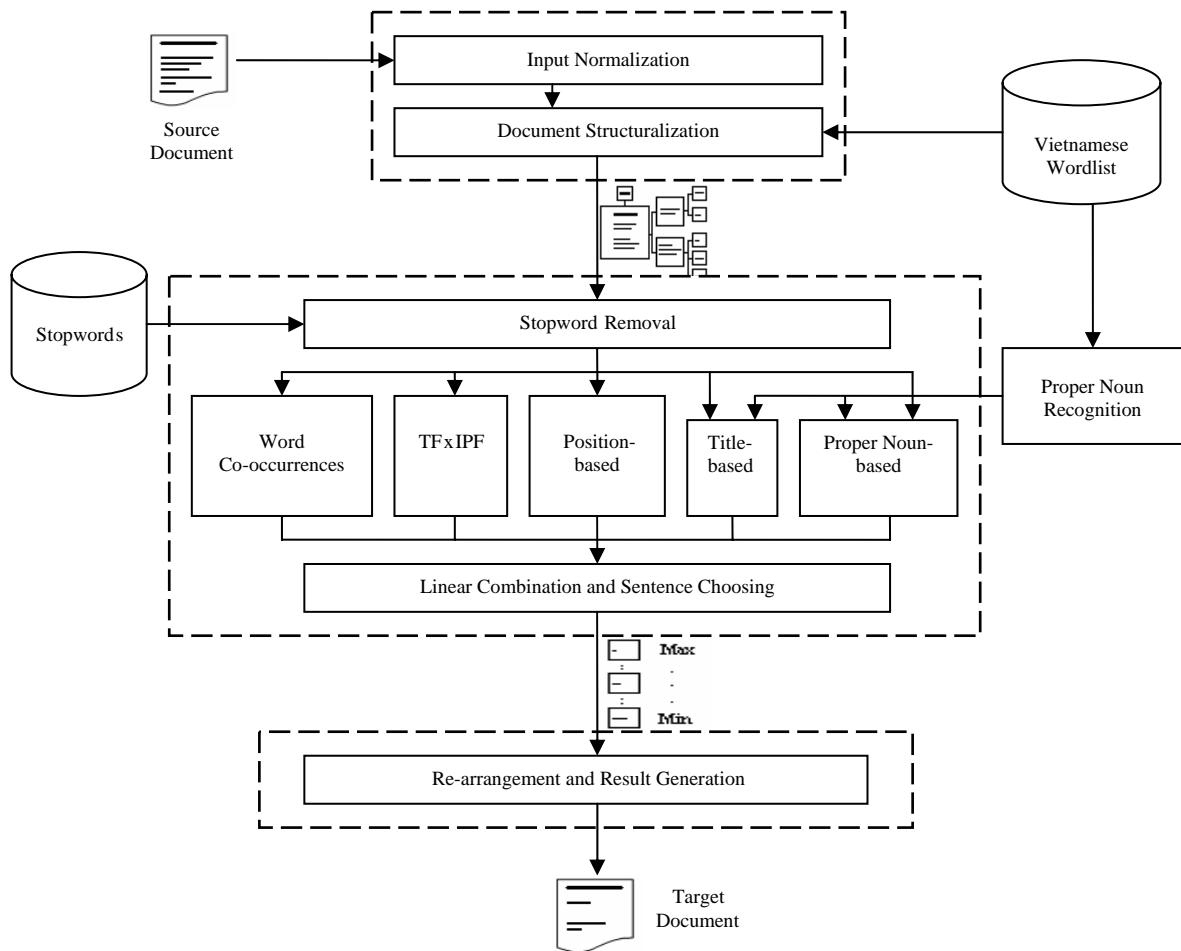 Input Normalization
Source
Document
Document Structuralization
Vietnamese
Wordlist
Stopwords
Stopword Removal
Proper Noun
Recognition
Word
Co-occurrences
TFxIPF
Position-
based
Title-
based
Proper Noun-
based
Linear Combination and Sentence Choosing
Max
Min
Re-arrangement and Result Generation
Target
Document